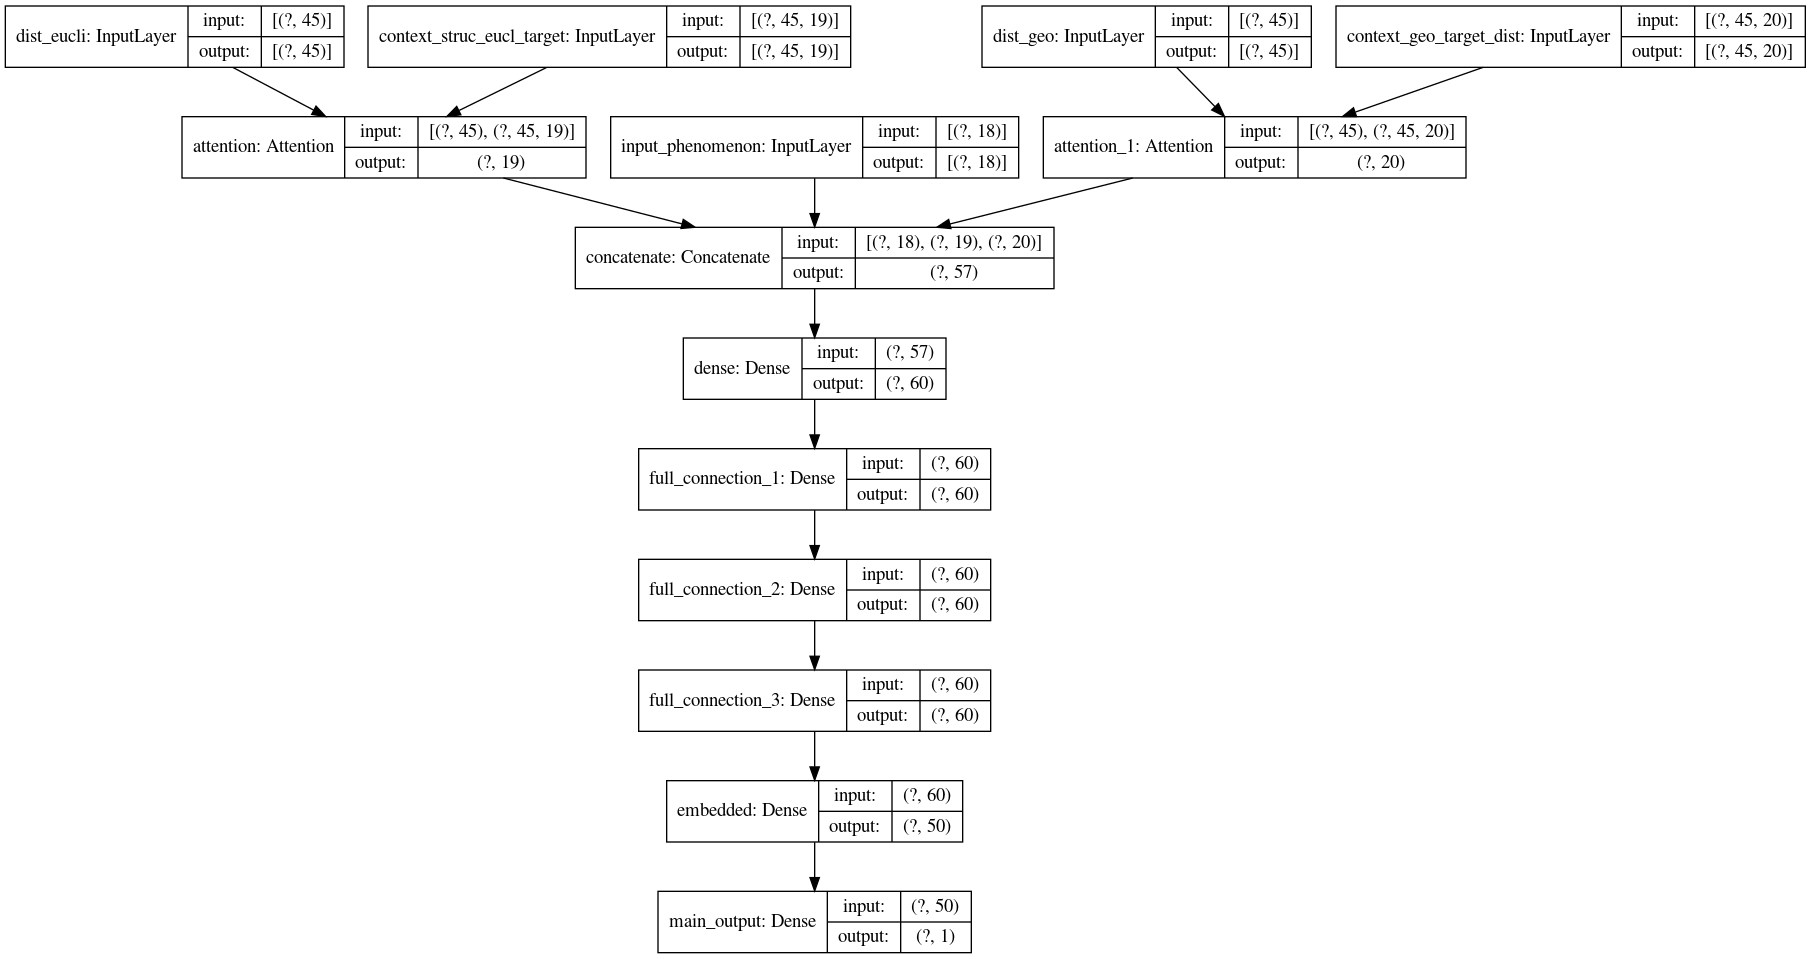 dist_eucli: InputLayer input: [(?, 45)]
output: [(?, 45)]
context_struc_eucl_target: InputLayer input: [(?, 45, 19)]
output: [(?, 45, 19)]
dist_geo: InputLayer input: [(?, 45)]
output: [(?, 45)]
context_geo_target_dist: InputLayer input: [(?, 45, 20)]
output: [(?, 45, 20)]
attention: Attention input: [(?, 45), (?, 45, 19)]
output: (?, 19)
input_phenomenon: InputLayer input: [(?, 18)]
output: [(?, 18)]
attention_1: Attention input: [(?, 45), (?, 45, 20)]
output: (?, 20)
concatenate: Concatenate input: [(?, 18), (?, 19), (?, 20)]
output: (?, 57)
dense: Dense input: (?, 57)
output: (?, 60)
full_connection_1: Dense input: (?, 60)
output: (?, 60)
full_connection_2: Dense input: (?, 60)
output: (?, 60)
full_connection_3: Dense input: (?, 60)
output: (?, 60)
embedded: Dense input: (?, 60)
output: (?, 50)
main_output: Dense input: (?, 50)
output: (?, 1)